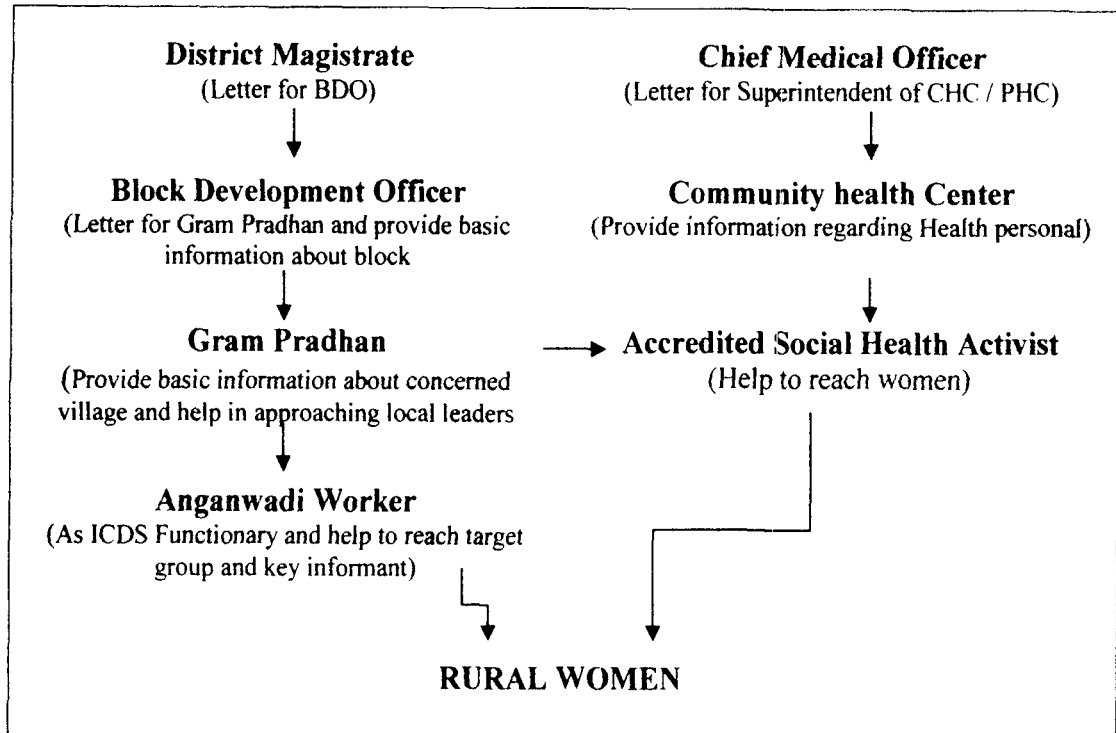 District Magistrate
(Letter for BDO)
Chief Medical Officer
(Letter for Superintendent of CHC / PHC)
Block Development Officer
(Letter for Gram Pradhan and provide basic
information about block
Community health Center
(Provide information regarding Health personal)
Gram Pradhan
(Provide basic information about concerned
village and help in approaching local leaders
Accredited Social Health Activist
(Help to reach women)
Anganwadi Worker
(As ICDS Functionary and help to reach target
group and key informant)
RURAL WOMEN